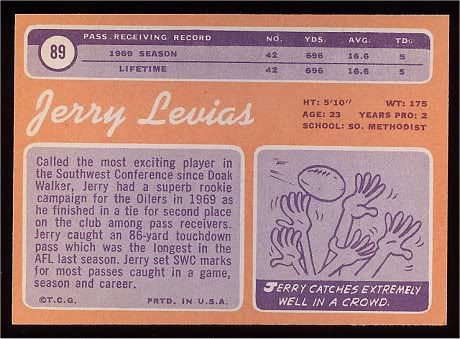 89
PASS RECEIVING RECORD NO. YDS. AVG. TDs
1969 SEASON 42 696 16.6 5
LIFETIME 42 696 16.6 5
Jerry Levias
HT: 5'10" WT: 175
AGE: 23 YEARS PRO: 2
SCHOOL: SO. METHODIST
Called the most exciting player in
the Southwest Conference since Doak
Walker, Jerry had a superb rookie
campaign for the Oilers in 1969 as
he finished in a tie for second place
on the club among pass receivers.
Jerry caught an 86-yard touchdown
pass which was the longest in the
AFL last season. Jerry set SWC marks
for most passes caught in a game,
season and career.
©T.C.G. PRTD. IN U.S.A.
JERRY CATCHES EXTREMELY
WELL IN A CROWD.